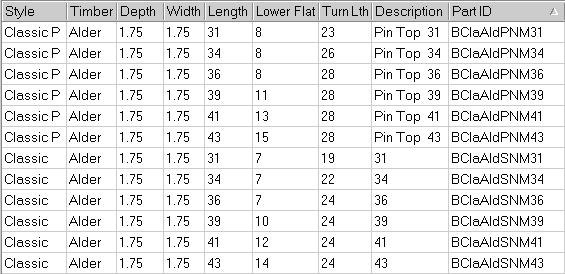 Style Timber Depth Width Length Lower Flat Turn Lth Description Part ID
Classic P Alder 1.75 1.75 31 8 23 Pin Top 31 BClaAldPNM31
Classic P Alder 1.75 1.75 34 8 26 Pin Top 34 BClaAldPNM34
Classic P Alder 1.75 1.75 36 8 28 Pin Top 36 BClaAldPNM36
Classic P Alder 1.75 1.75 39 11 28 Pin Top 39 BClaAldPNM39
Classic P Alder 1.75 1.75 41 13 28 Pin Top 41 BClaAldPNM41
Classic P Alder 1.75 1.75 43 15 28 Pin Top 43 BClaAldPNM43
Classic Alder 1.75 1.75 31 7 19 31 BClaAldSNM31
Classic Alder 1.75 1.75 34 7 22 34 BClaAldSNM34
Classic Alder 1.75 1.75 36 7 24 36 BClaAldSNM36
Classic Alder 1.75 1.75 39 10 24 39 BClaAldSNM39
Classic Alder 1.75 1.75 41 12 24 41 BClaAldSNM41
Classic Alder 1.75 1.75 43 14 24 43 BClaAldSNM43